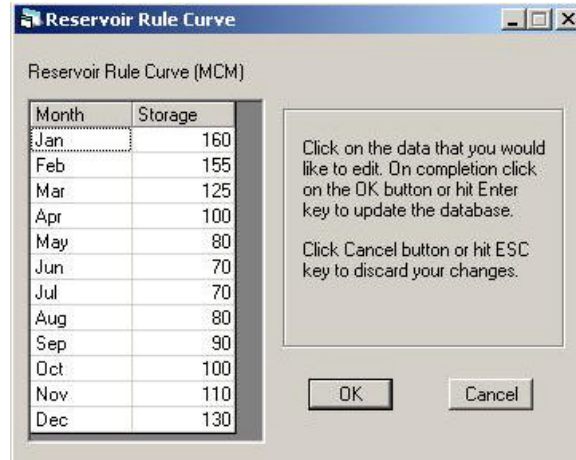 Reservoir Rule Curve
Reservoir Rule Curve (MCM)
Month Storage
Jan 160
Feb 155
Mar 125
Apr 100
May 80
Jun 70
Jul 70
Aug 80
Sep 90
Oct 100
Nov 110
Dec 130
Click on the data that you would
like to edit. On completion click
on the OK button or hit Enter
key to update the database.
Click Cancel button or hit ESC
key to discard your changes.
OK Cancel